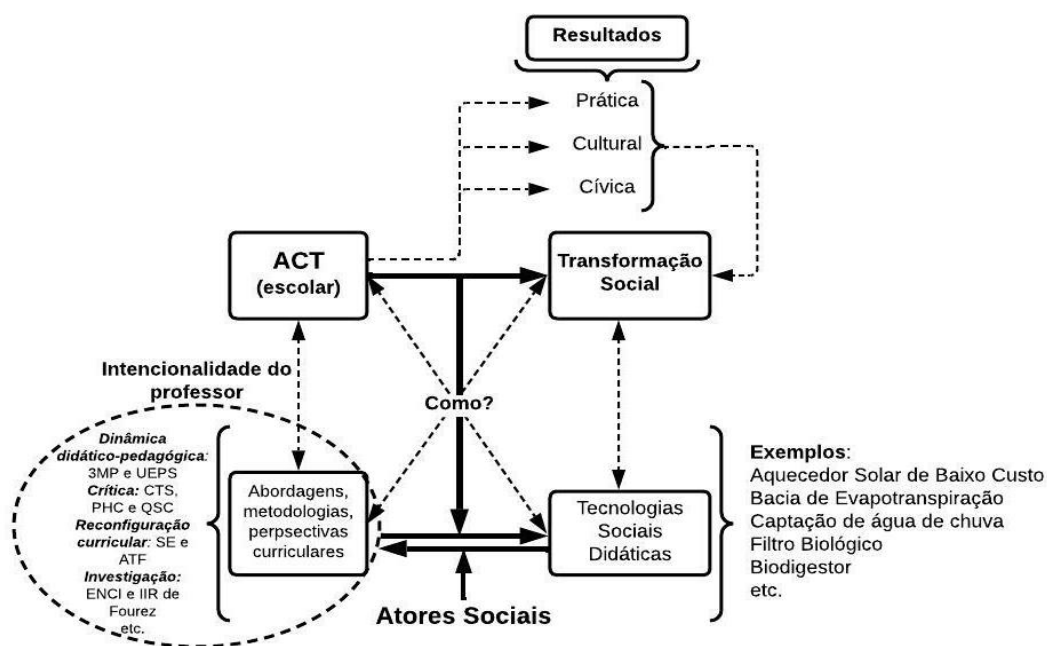 Resultados
Prática
Cultural
Cívica
ACT
(escolar)
Transformação
Social
Intencionalidade do
professor
Como?
Dinâmica
didático-pedagógica:
3MP e UEPS
Crítica: CTS,
PHC e QSC
Reconfiguração
curricular: SE e
ATF
Investigação:
ENCI e IIR de
Fourez
etc.
Abordagens,
metodologias,
perpsectivas
curriculares
Tecnologias
Sociais
Didáticas
Exemplos:
Aquecedor Solar de Baixo Custo
Bacia de Evapotranspiração
Captação de água de chuva
Filtro Biológico
Biodigestor
etc.
Atores Sociais